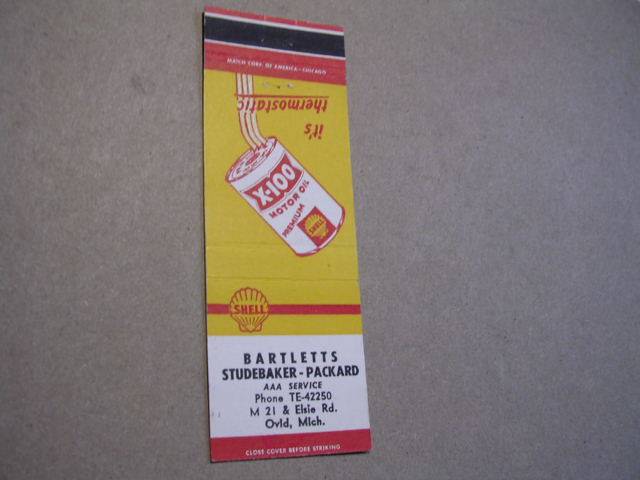 MATCH CORP. OF AMERICA-CHICAGO
it's
thermostatic
X-100
MOTOR OIL
PREMIUM
SHELL
SHELL
BARTLETTS
STUDEBAKER - PACKARD
AAA SERVICE
Phone TE-42250
M 21 & Elsie Rd.
Ovid, Mich.
CLOSE COVER BEFORE STRIKING